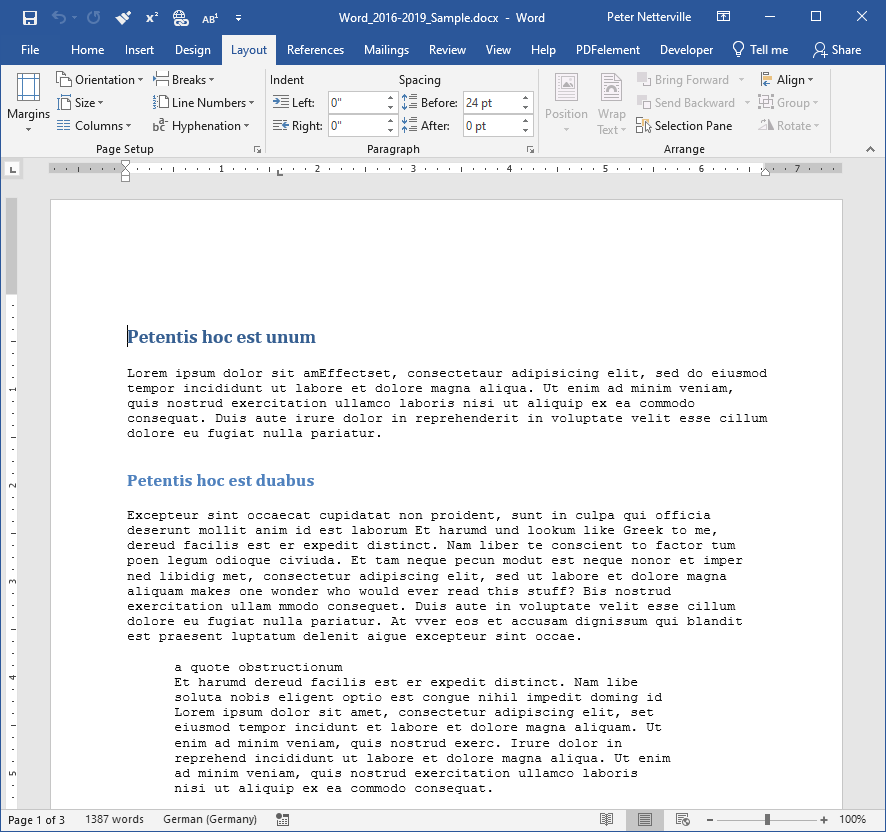 x² AB¹ Word_2016-2019_Sample.docx - Word Peter Netterville
File Home Insert Design Layout References Mailings Review View Help PDFelement Developer Tell me Share
Orientation Breaks Indent Spacing Bring Forward Align
Margins Size Line Numbers Left: 0" Before: 24 pt Position Wrap Text Send Backward Group
Columns bc Hyphenation Right: 0" After: 0 pt Selection Pane Rotate
Page Setup Paragraph Arrange
L 1 2 3 4 5 6 7
Petentis hoc est unum
Lorem ipsum dolor sit amEffectset, consectetaur adipisicing elit, sed do eiusmod
tempor incididunt ut labore et dolore magna aliqua. Ut enim ad minim veniam,
1
quis nostrud exercitation ullamco laboris nisi ut aliquip ex ea commodo
consequat. Duis aute irure dolor in reprehenderit in voluptate velit esse cillum
dolore eu fugiat nulla pariatur.
Petentis hoc est duabus
2
Excepteur sint occaecat cupidatat non proident, sunt in culpa qui officia
deserunt mollit anim id est laborum Et harumd und lookum like Greek to me,
dereud facilis est er expedit distinct. Nam liber te conscient to factor tum
poen legum odioque civiuda. Et tam neque pecun modut est neque nonor et imper
3
ned libidig met, consectetur adipiscing elit, sed ut labore et dolore magna
aliquam makes one wonder who would ever read this stuff? Bis nostrud
exercitation ullam mmodo consequet. Duis aute in voluptate velit esse cillum
dolore eu fugiat nulla pariatur. At vver eos et accusam dignissum qui blandit
est praesent luptatum delenit aigue excepteur sint occae.
a quote obstructionum
4
Et harumd dereud facilis est er expedit distinct. Nam libe
soluta nobis eligent optio est congue nihil impedit doming id
Lorem ipsum dolor sit amet, consectetur adipiscing elit, set
eiusmod tempor incidunt et labore et dolore magna aliquam. Ut
enim ad minim veniam, quis nostrud exerc. Irure dolor in
reprehend incididunt ut labore et dolore magna aliqua. Ut enim
5
ad minim veniam, quis nostrud exercitation ullamco laboris
nisi ut aliquip ex ea commodo consequat.
Page 1 of 3 1387 words German (Germany) 100%